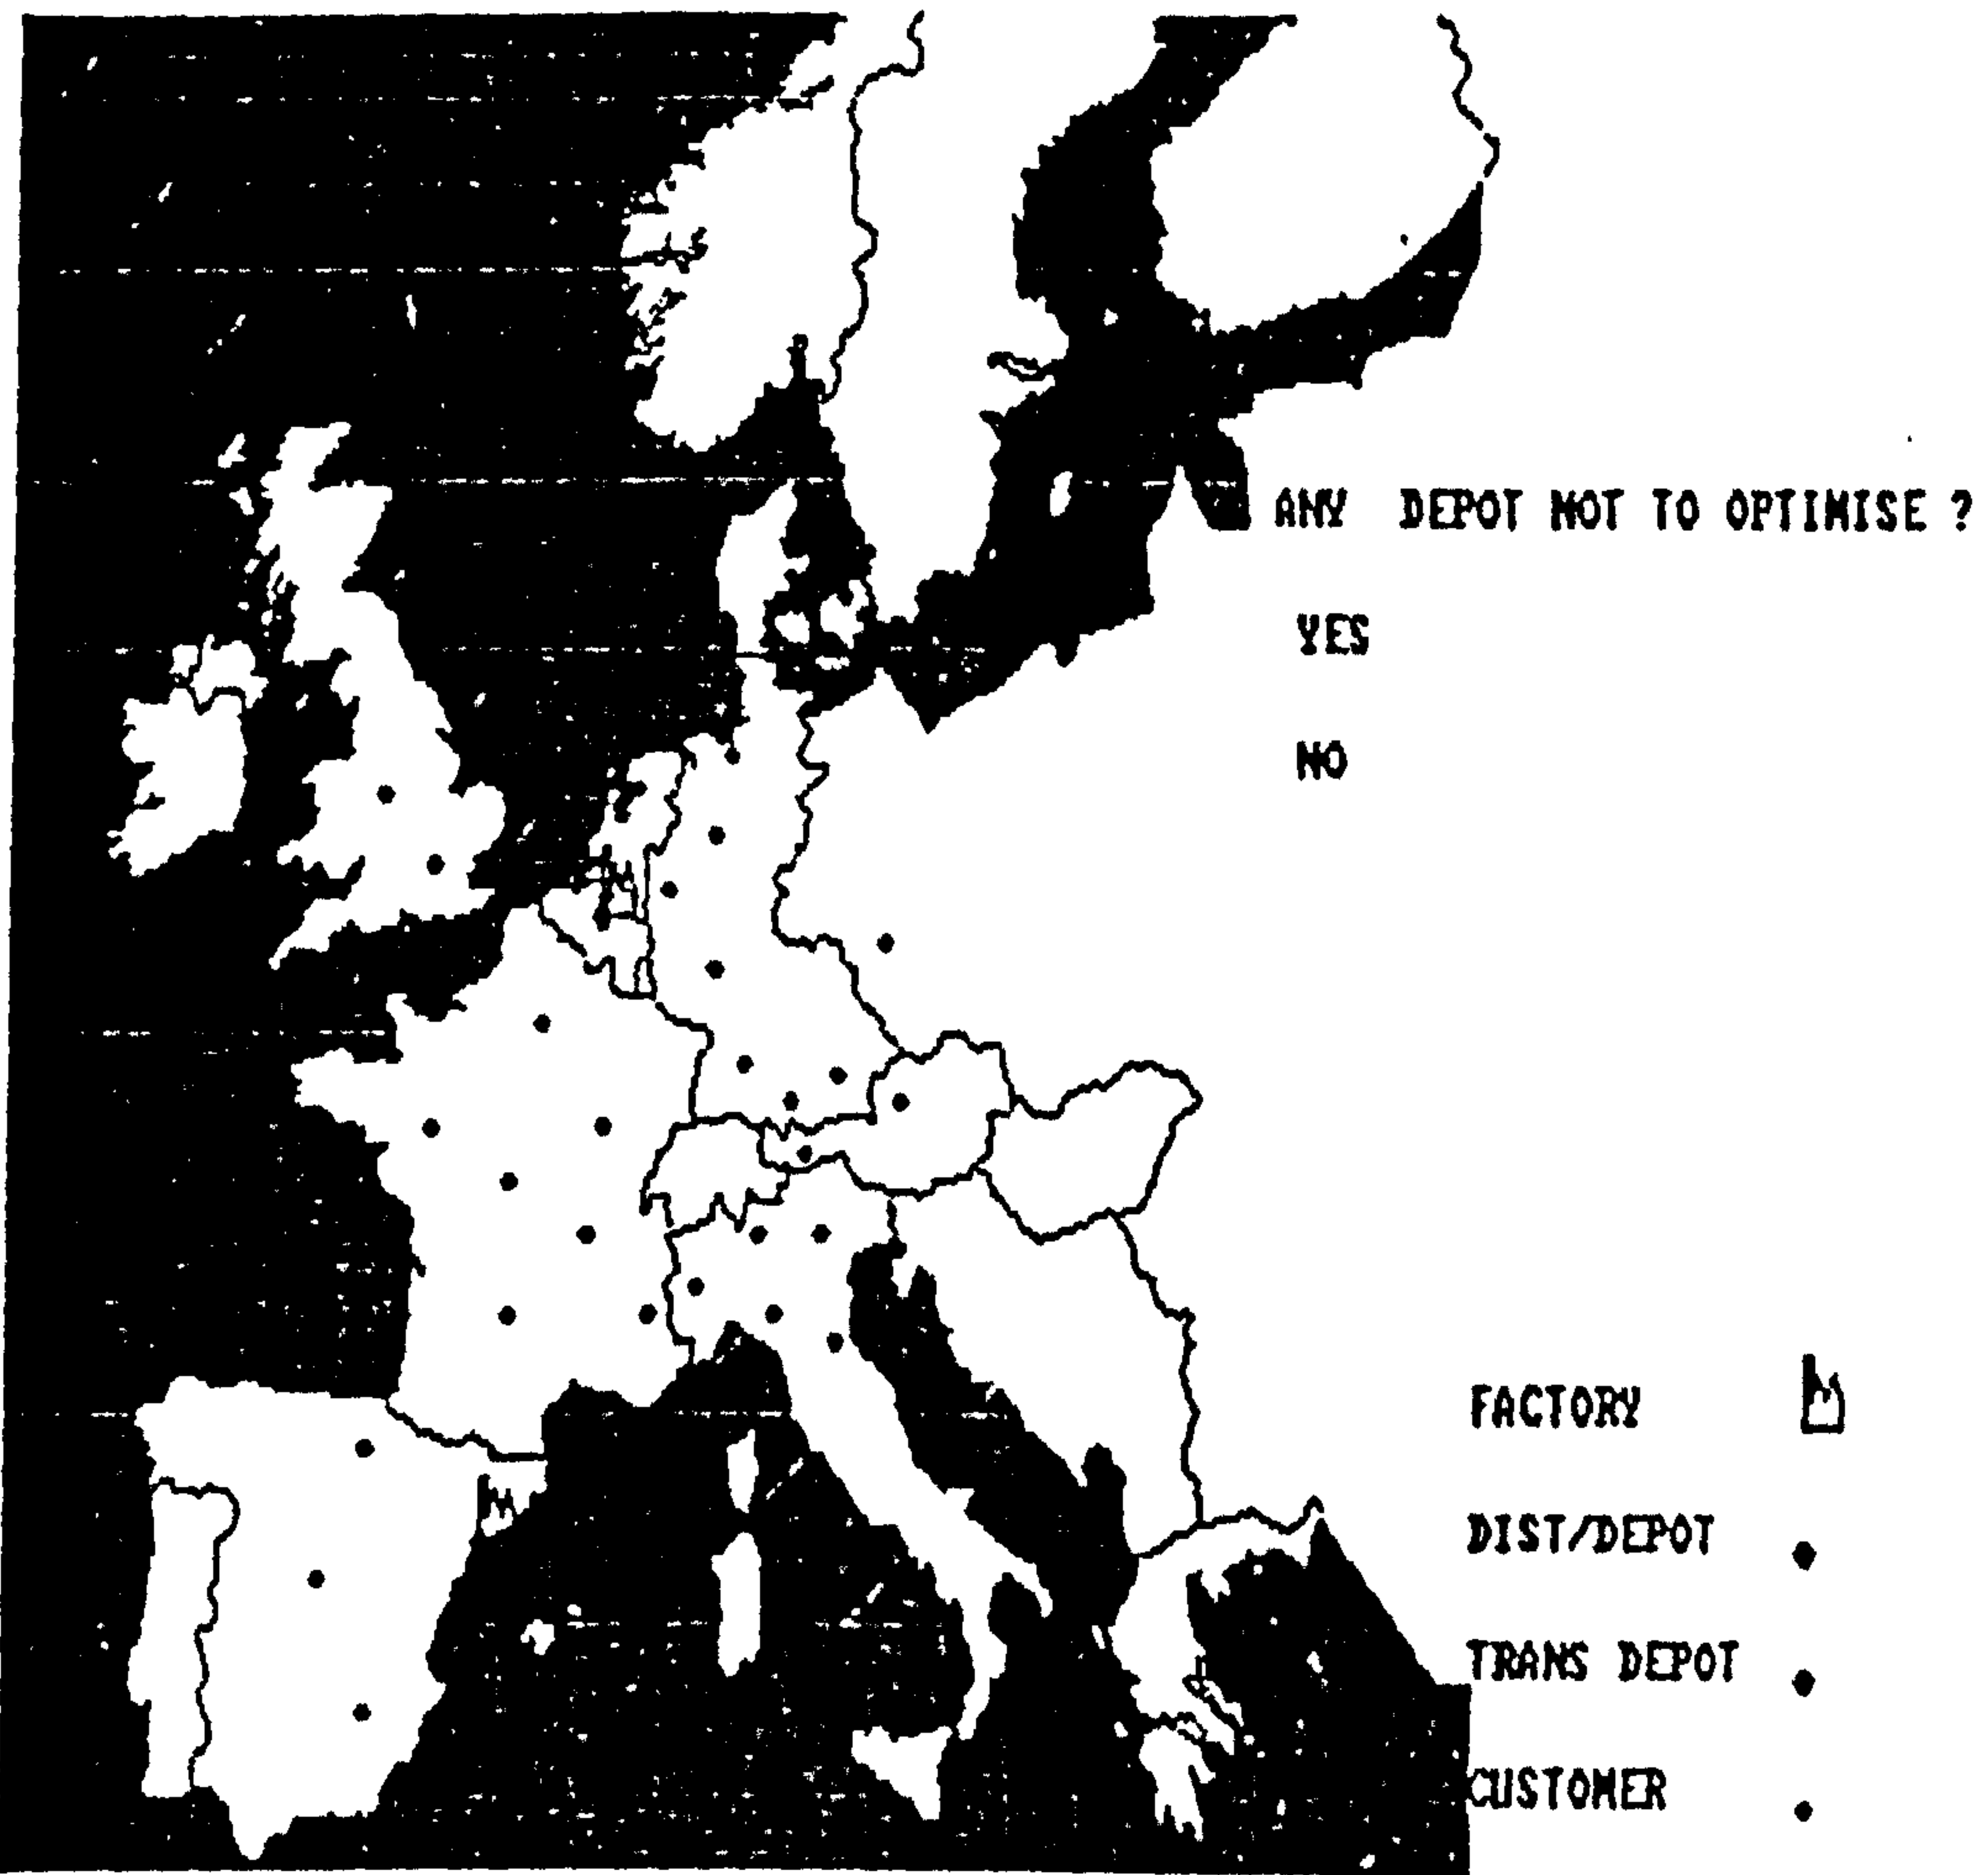 ANY DEPOT NOT TO OPTIMISE ?
YES
NO
FACTORY
DIST/DEPOT
TRANS DEPOT
CUSTOMER